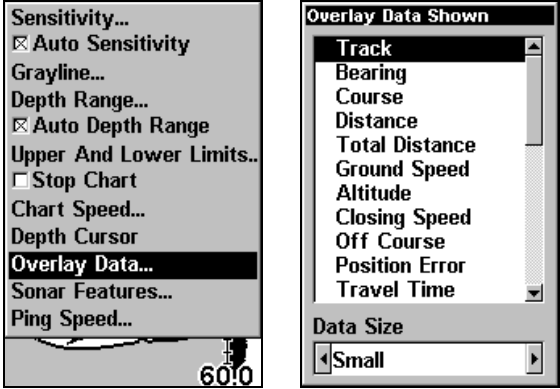 Sensitivity...
Auto Sensitivity
Grayline...
Depth Range...
Auto Depth Range
Upper And Lower Limits..
Stop Chart
Chart Speed...
Depth Cursor
Overlay Data...
Sonar Features...
Ping Speed...
60.0
Overlay Data Shown
Track
Bearing
Course
Distance
Total Distance
Ground Speed
Altitude
Closing Speed
Off Course
Position Error
Travel Time
Data Size
Small